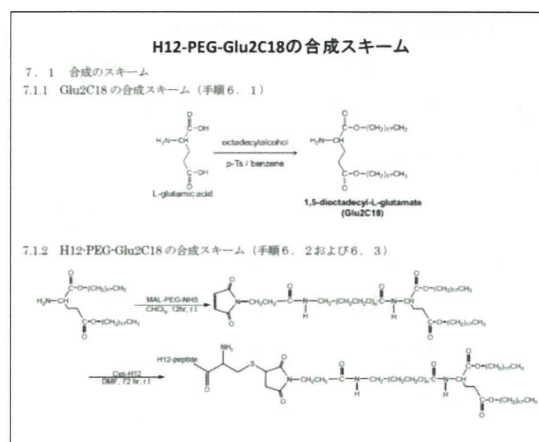 H12-PEG-Glu2C18の合成スキーム
7．1 合成のスキーム
7.1.1 Glu2C18の合成スキーム（手順6．1）
octadecylalcohol
p-Ts / benzene
L-glutamic acid
1,5-dioctadecyl-L-glutamate
(Glu2C18)
7.1.2 H12-PEG-Glu2C18の合成スキーム（手順6．2および6．3）
MAL-PEG-NHS
CHCl₃, 12hr, r.t.
H12-peptide
NH₂
Cys-H12
DMF, 72 hr, r.t